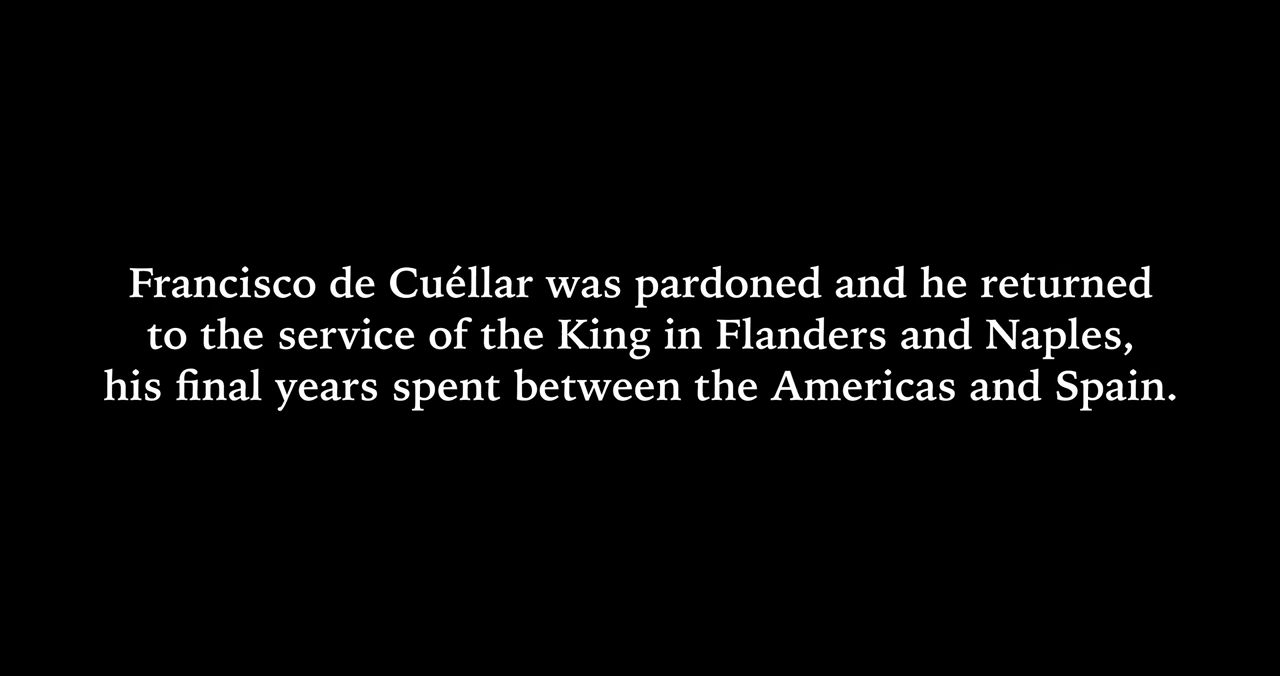 Francisco de Cuéllar was pardoned and he returned
to the service of the King in Flanders and Naples,
his final years spent between the Americas and Spain.